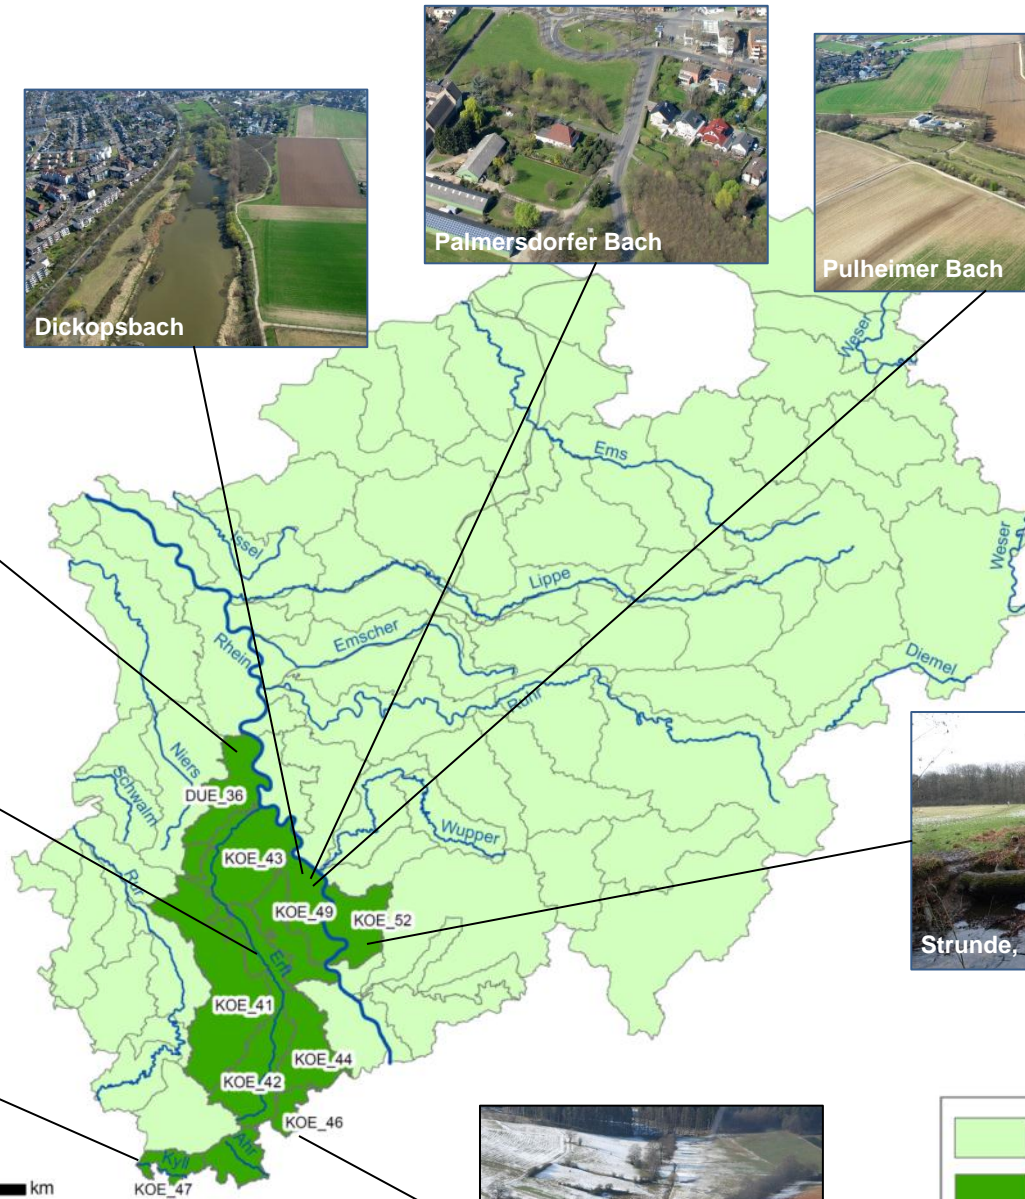 Palmersdorfer Bach
Pulheimer Bach
Dickopsbach
Weser
Ems
Issel
Weser
Lippe
Emscher
Rhein
Diemel
Ruhr
Niers
Schwalm
DUE_36
Wupper
Rur
KOE_43
KOE_49
KOE_52
Strunde,
Erft
KOE_41
KOE_44
KOE_42
KOE_46
Ahr
Kyll
km
KOE_47